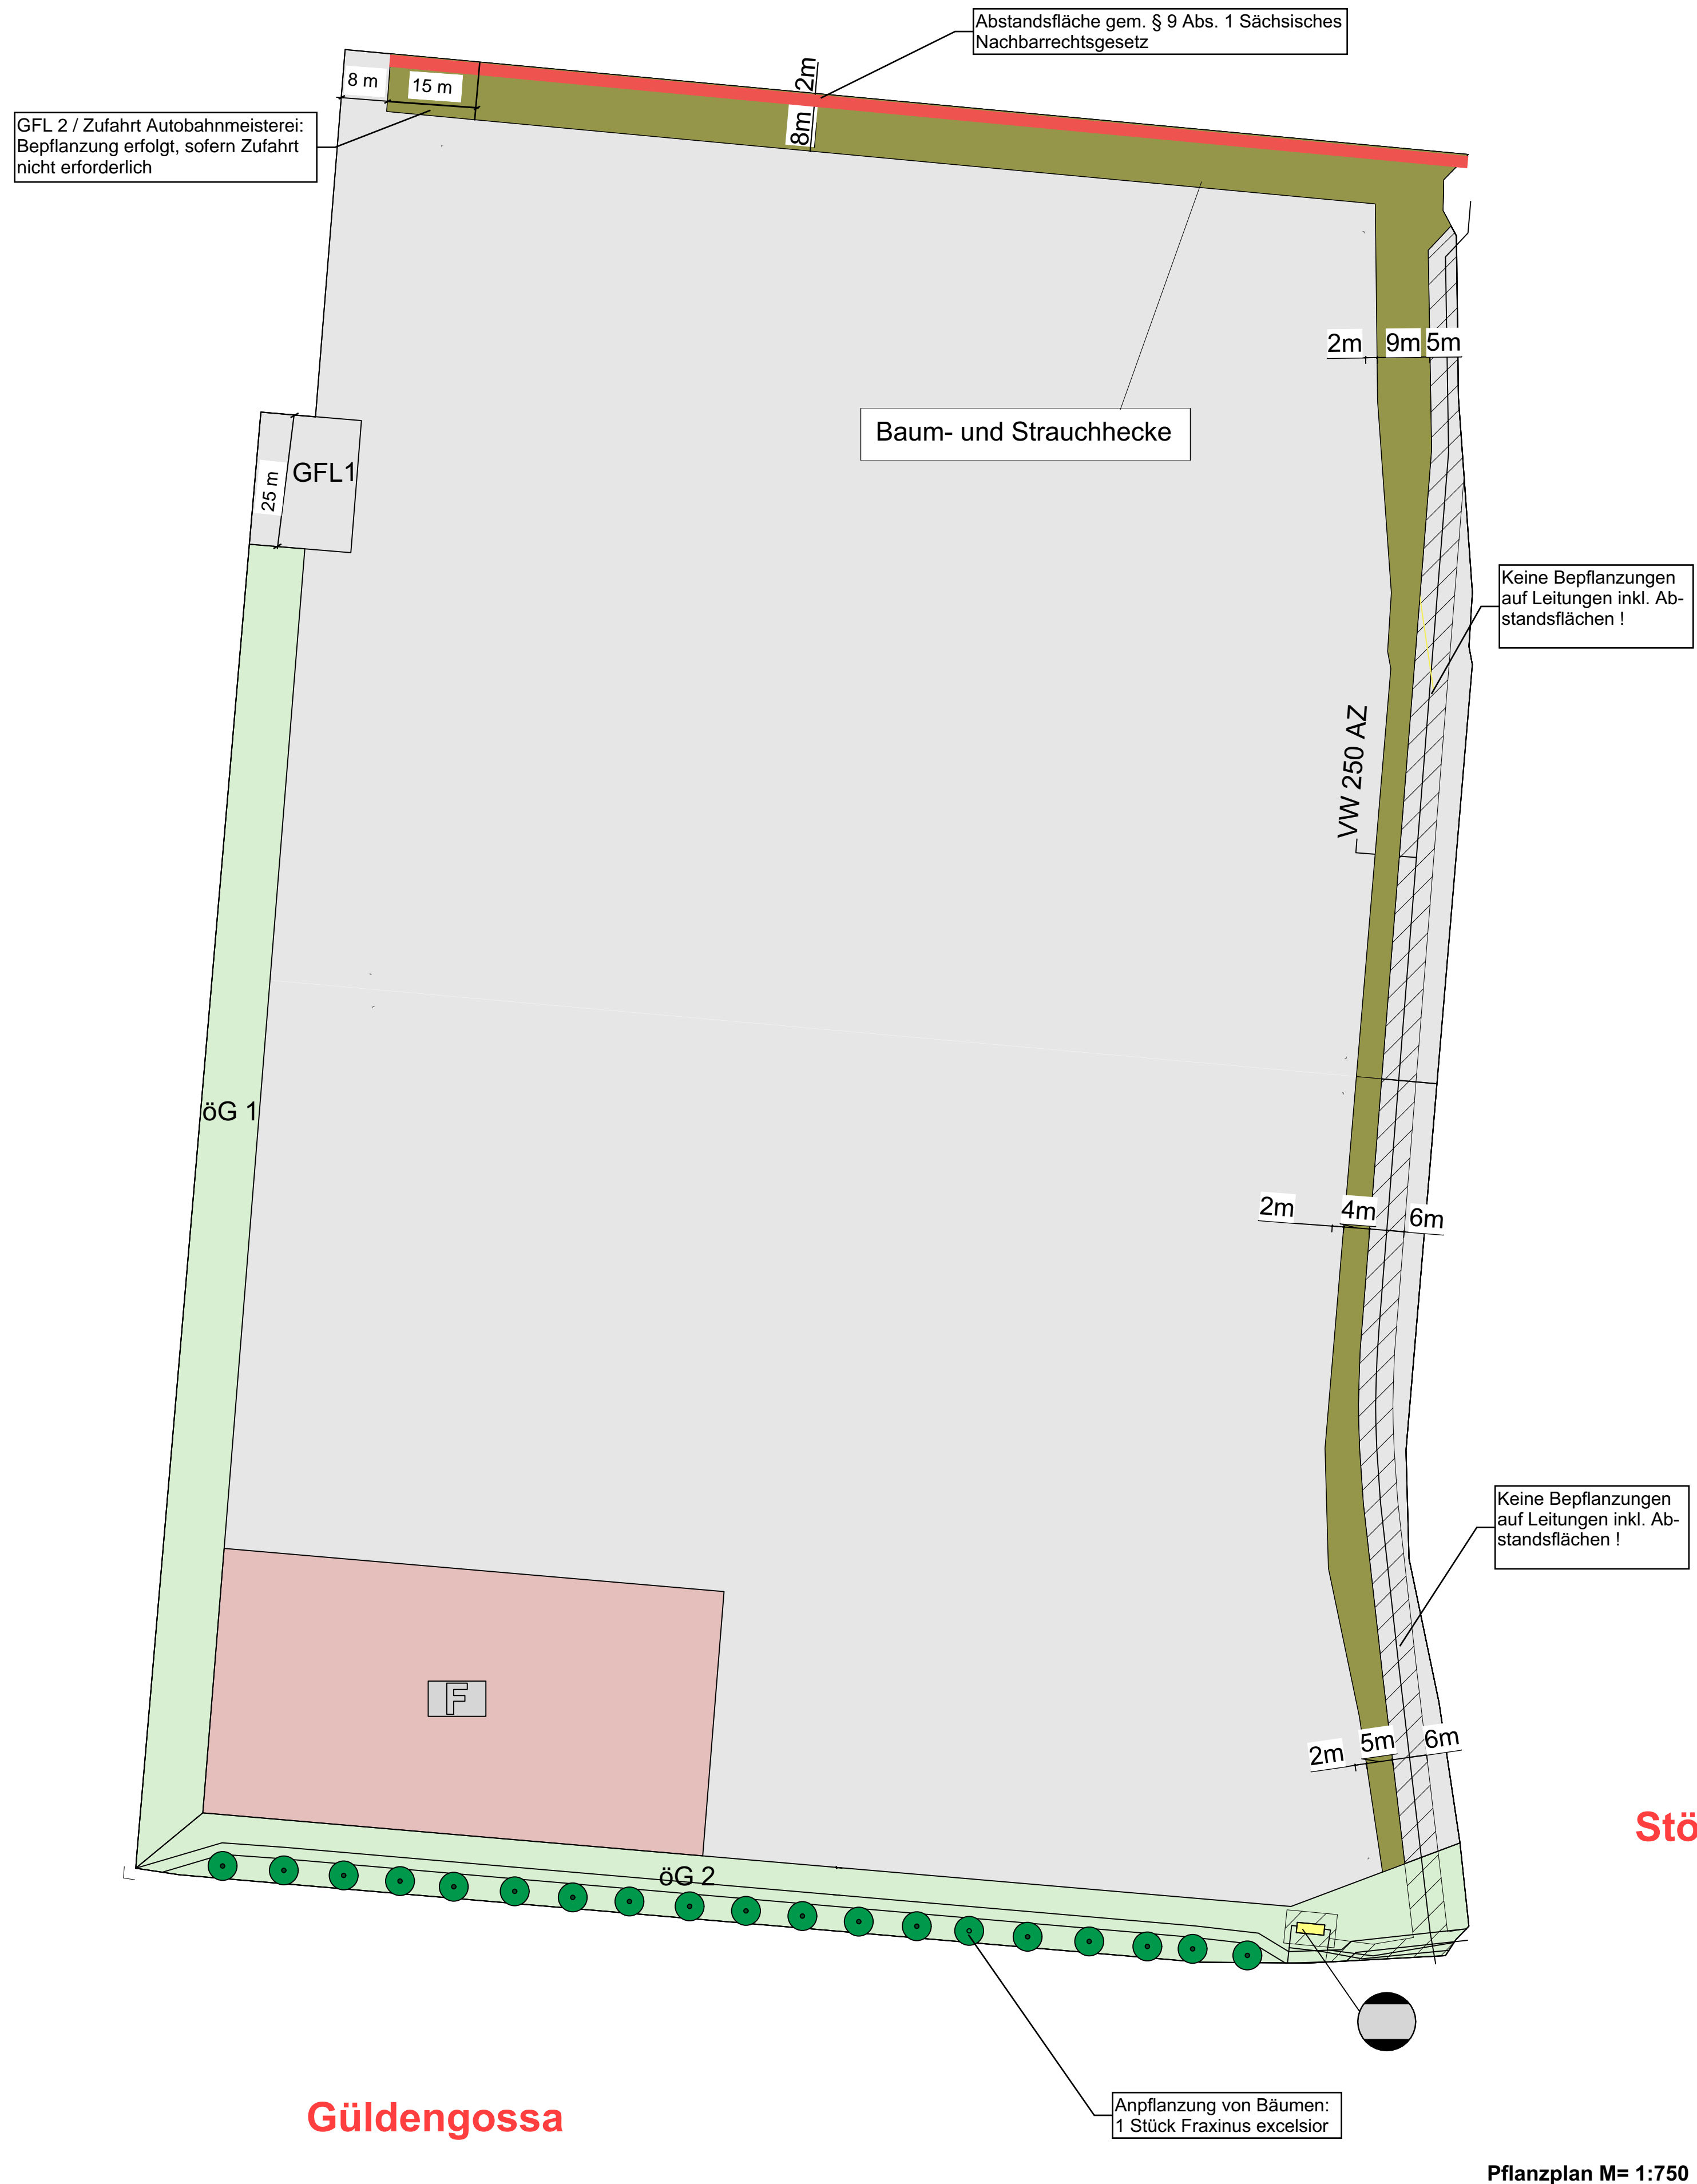 Abstandsfläche gem. § 9 Abs. 1 Sächsisches
Nachbarrechtsgesetz
8 m
15 m
2m
8m
GFL 2 / Zufahrt Autobahnmeisterei:
Bepflanzung erfolgt, sofern Zufahrt
nicht erforderlich
2m
9m
5m
Baum- und Strauchhecke
GFL1
25 m
Keine Bepflanzungen
auf Leitungen inkl. Ab-
standsflächen !
VW 250 AZ
öG 1
2m
4m
6m
Keine Bepflanzungen
auf Leitungen inkl. Ab-
standsflächen !
F
2m
5m
6m
Stö
öG 2
Anpflanzung von Bäumen:
1 Stück Fraxinus excelsior
Güldengossa
Pflanzplan M= 1:750